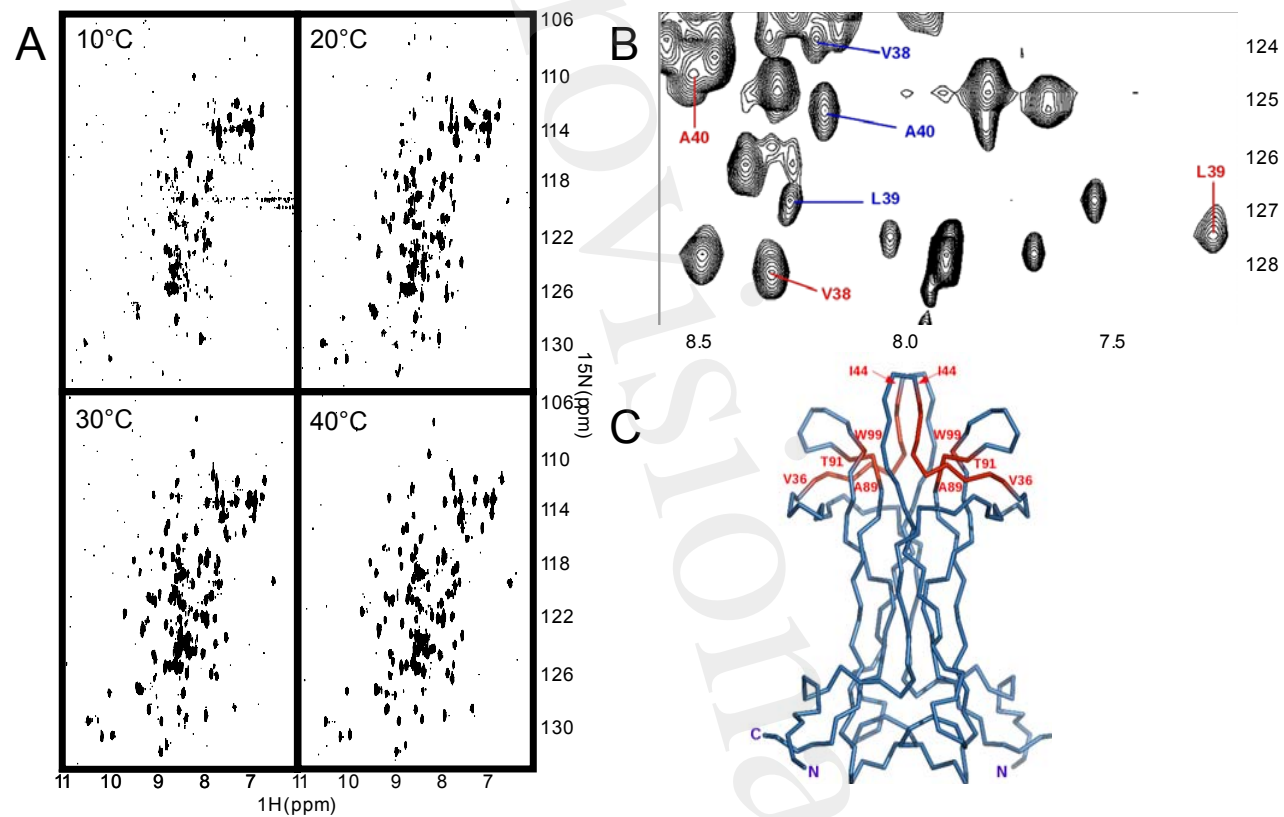 A
10°C
20°C
30°C
40°C
106
110
114
118
122
126
130
106
110
114
118
122
126
130
15N(ppm)
11 10 9 8 7 11 10 9 8 7
1H(ppm)
B
V38
A40
A40
L39
L39
V38
124
125
126
127
128
8.5 8.0 7.5
C
I44 I44
W99 W99
T91 T91
V36 A89 A89 V36
C
N N
ovisiona